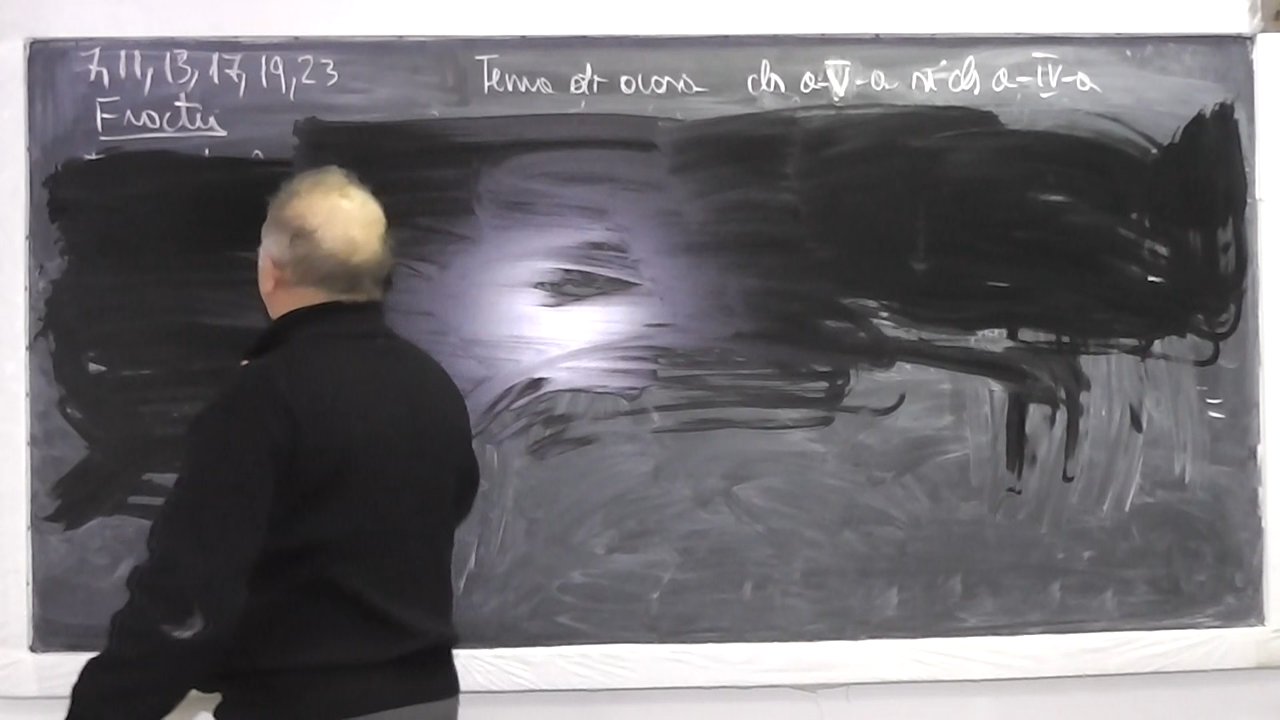 7, 11, 13, 17, 19, 23
Tema de acasă cls a-V-a și cls a-IV-a
Fracții
=